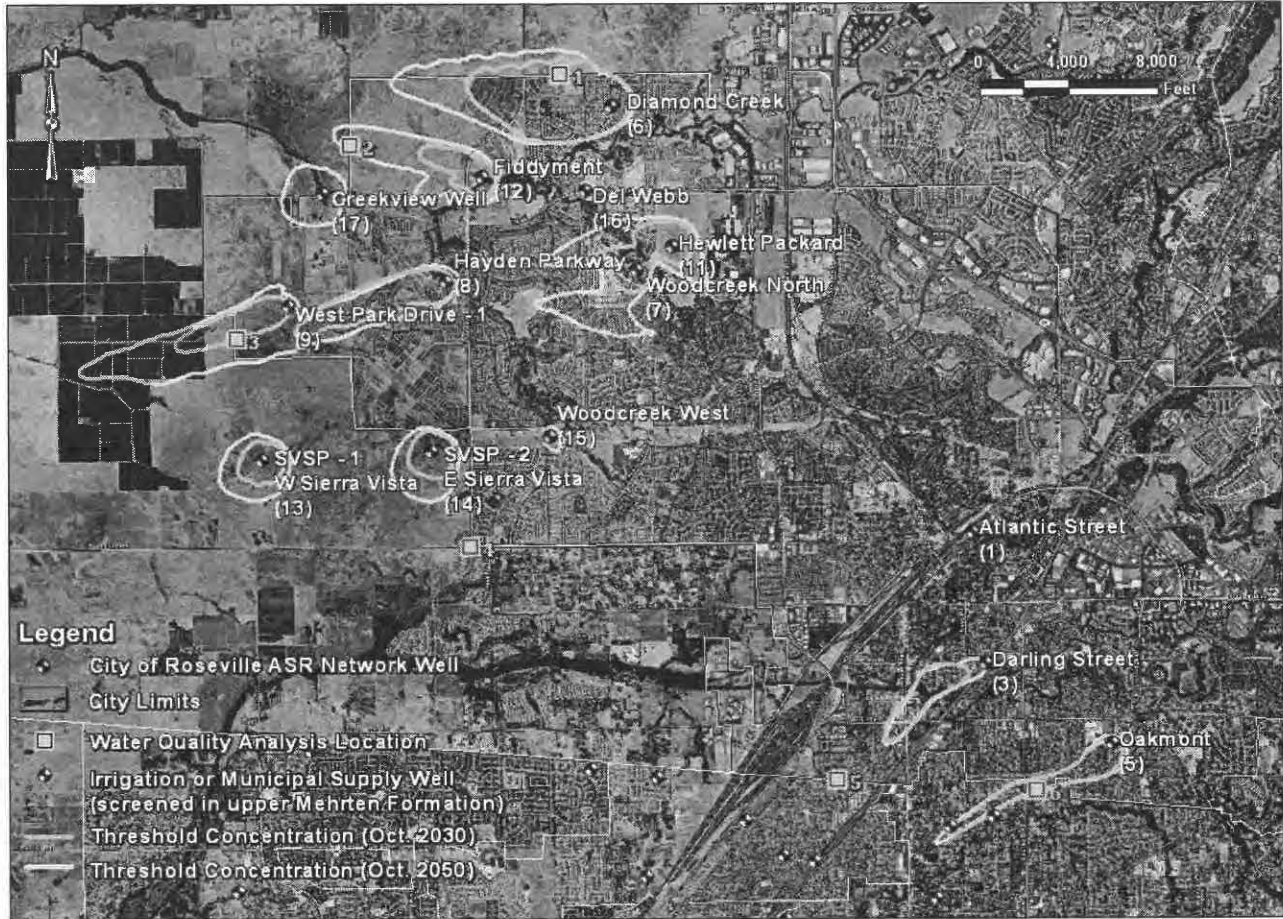 N
0 4,000 8,000
Feet
1
Diamond Creek
(6)
2
Fiddyment
(12)
Creekview Well
(17)
Del Webb
(16)
Hewlett Packard
(11)
Hayden Parkway
(8)
Woodcreek North
(7)
West Park Drive - 1
(9)
3
Woodcreek West
(15)
SVSP - 1
W Sierra Vista
(13)
SVSP - 2
E Sierra Vista
(14)
4
Atlantic Street
(1)
Darling Street
(3)
Oakmont
(5)
5
6
Legend
City of Roseville ASR Network Well
City Limits
Water Quality Analysis Location
Irrigation or Municipal Supply Well
(screened in upper Mehrten Formation)
Threshold Concentration (Oct. 2030)
Threshold Concentration (Oct. 2050)